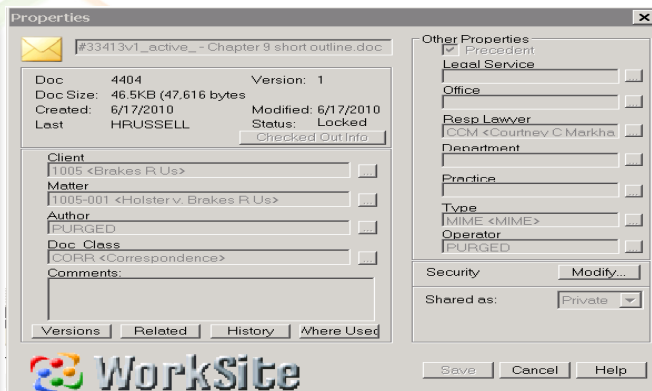 Properties
#33413v1_active_- Chapter 9 short outline.doc
Doc 4404 Version: 1
Doc Size: 46.5KB (47,616 bytes
Created: 6/17/2010 Modified: 6/17/2010
Last HRUSSELL Status: Locked
Checked Out Info
Client
1005 <Brakes R Us>
Matter
1005-001 <Holster v. Brakes R Us>
Author
PURGED
Doc Class
CORR <Correspondence>
Comments:
Versions Related History Where Used
WorkSite
Other Properties
Precedent
Legal Service
...
Office
...
Resp Lawyer
CCM <Courtney C Markha ...
Department
...
Practice
...
Type
MIME <MIME> ...
Operator
PURGED ...
Security Modify...
Shared as: Private
Save Cancel Help